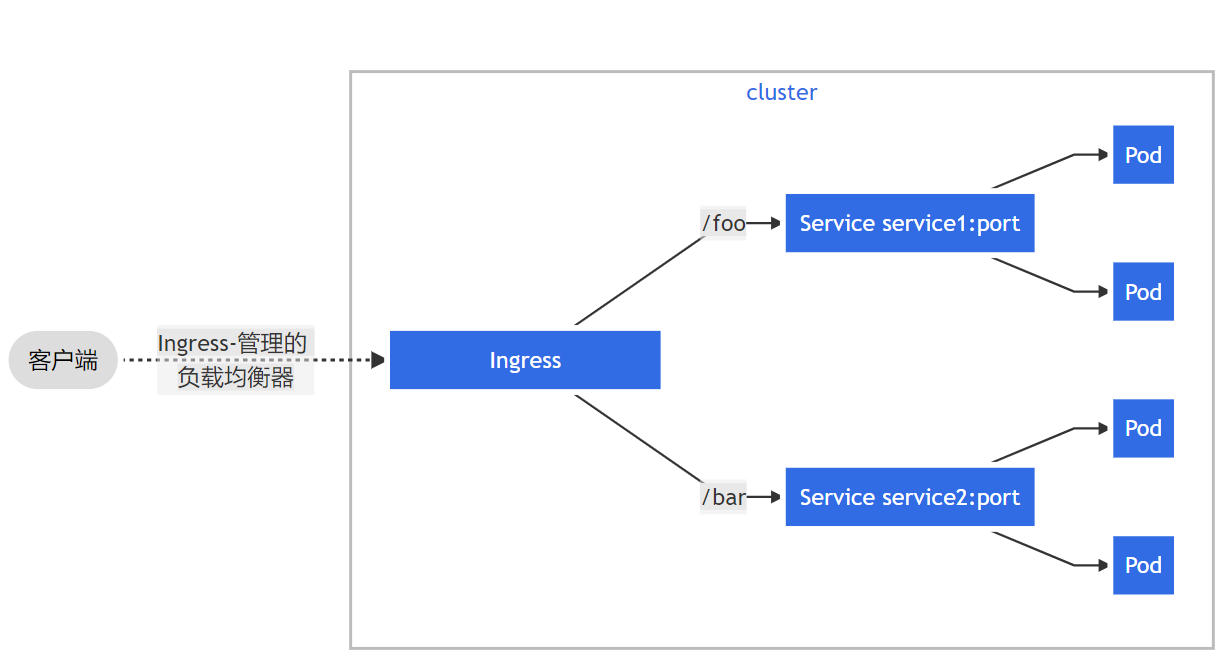 cluster
Pod
/foo
Service service1:port
Pod
客户端
Ingress-管理的
负载均衡器
Ingress
Pod
/bar
Service service2:port
Pod